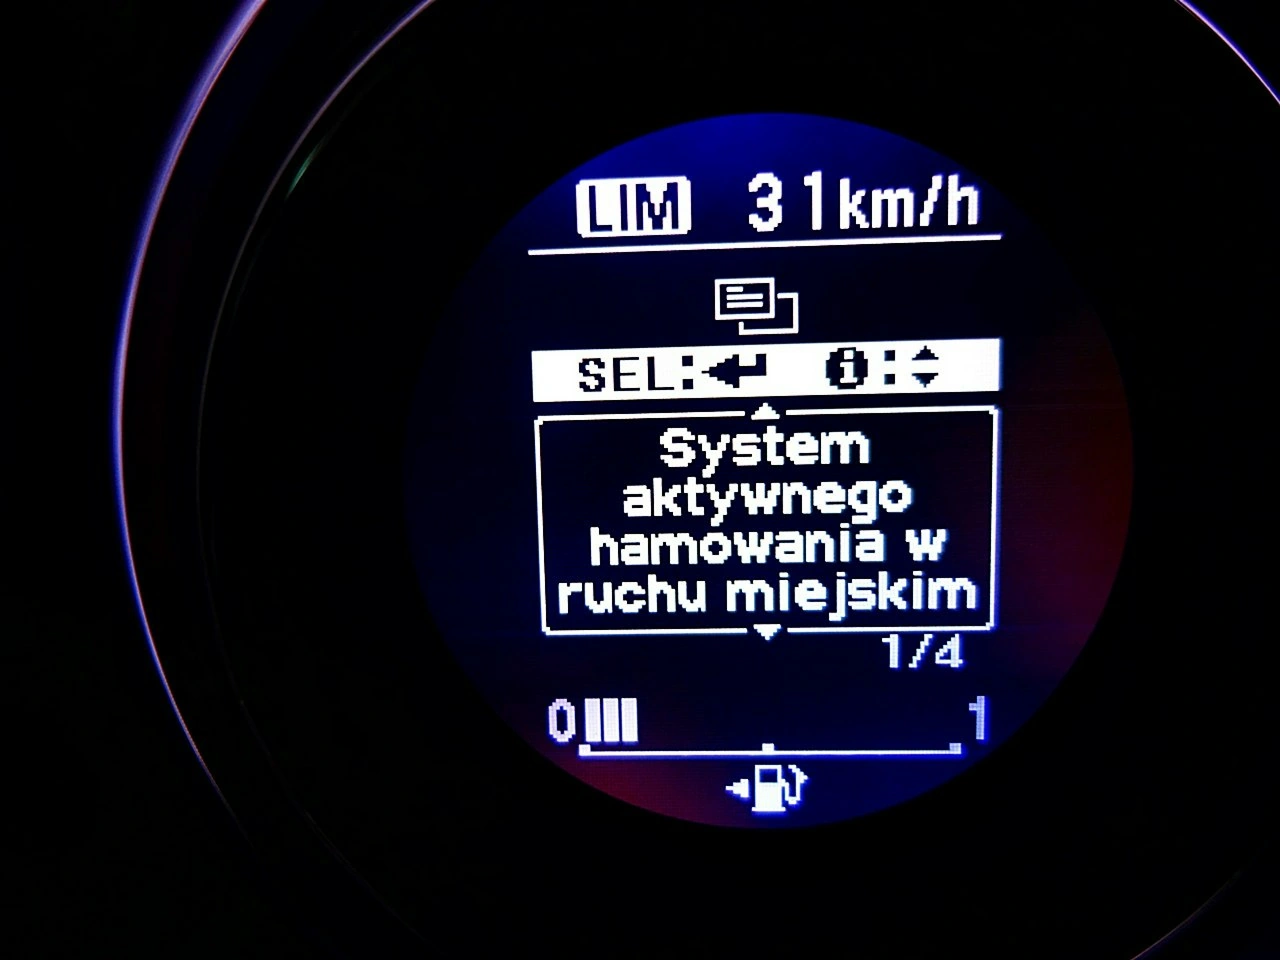 LIM 31km/h
SEL: i:
System
aktywnego
hamowania w
ruchu miejskim
1/4
0 1